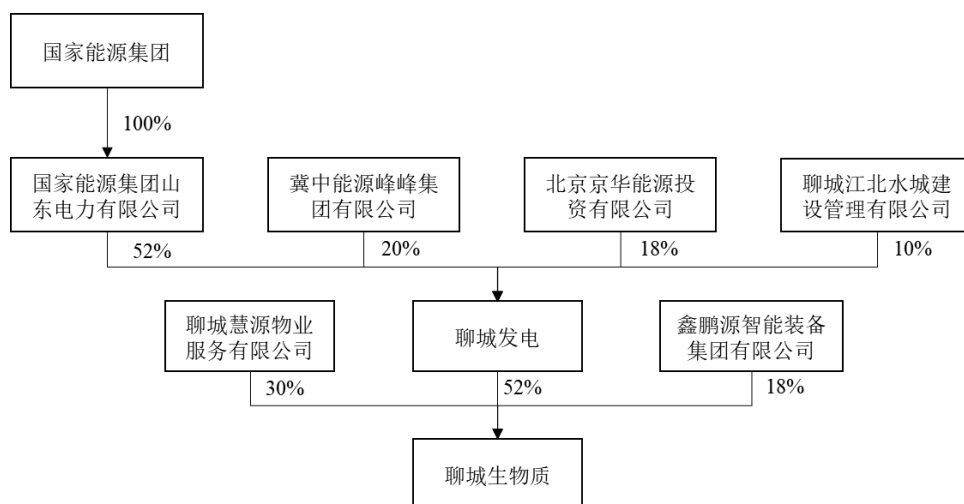 国家能源集团
100%
国家能源集团山
东电力有限公司
冀中能源峰峰集
团有限公司
北京京华能源投
资有限公司
聊城江北水城建
设管理有限公司
52%
20%
18%
10%
聊城慧源物业
服务有限公司
聊城发电
鑫鹏源智能装备
集团有限公司
30%
52%
18%
聊城生物质